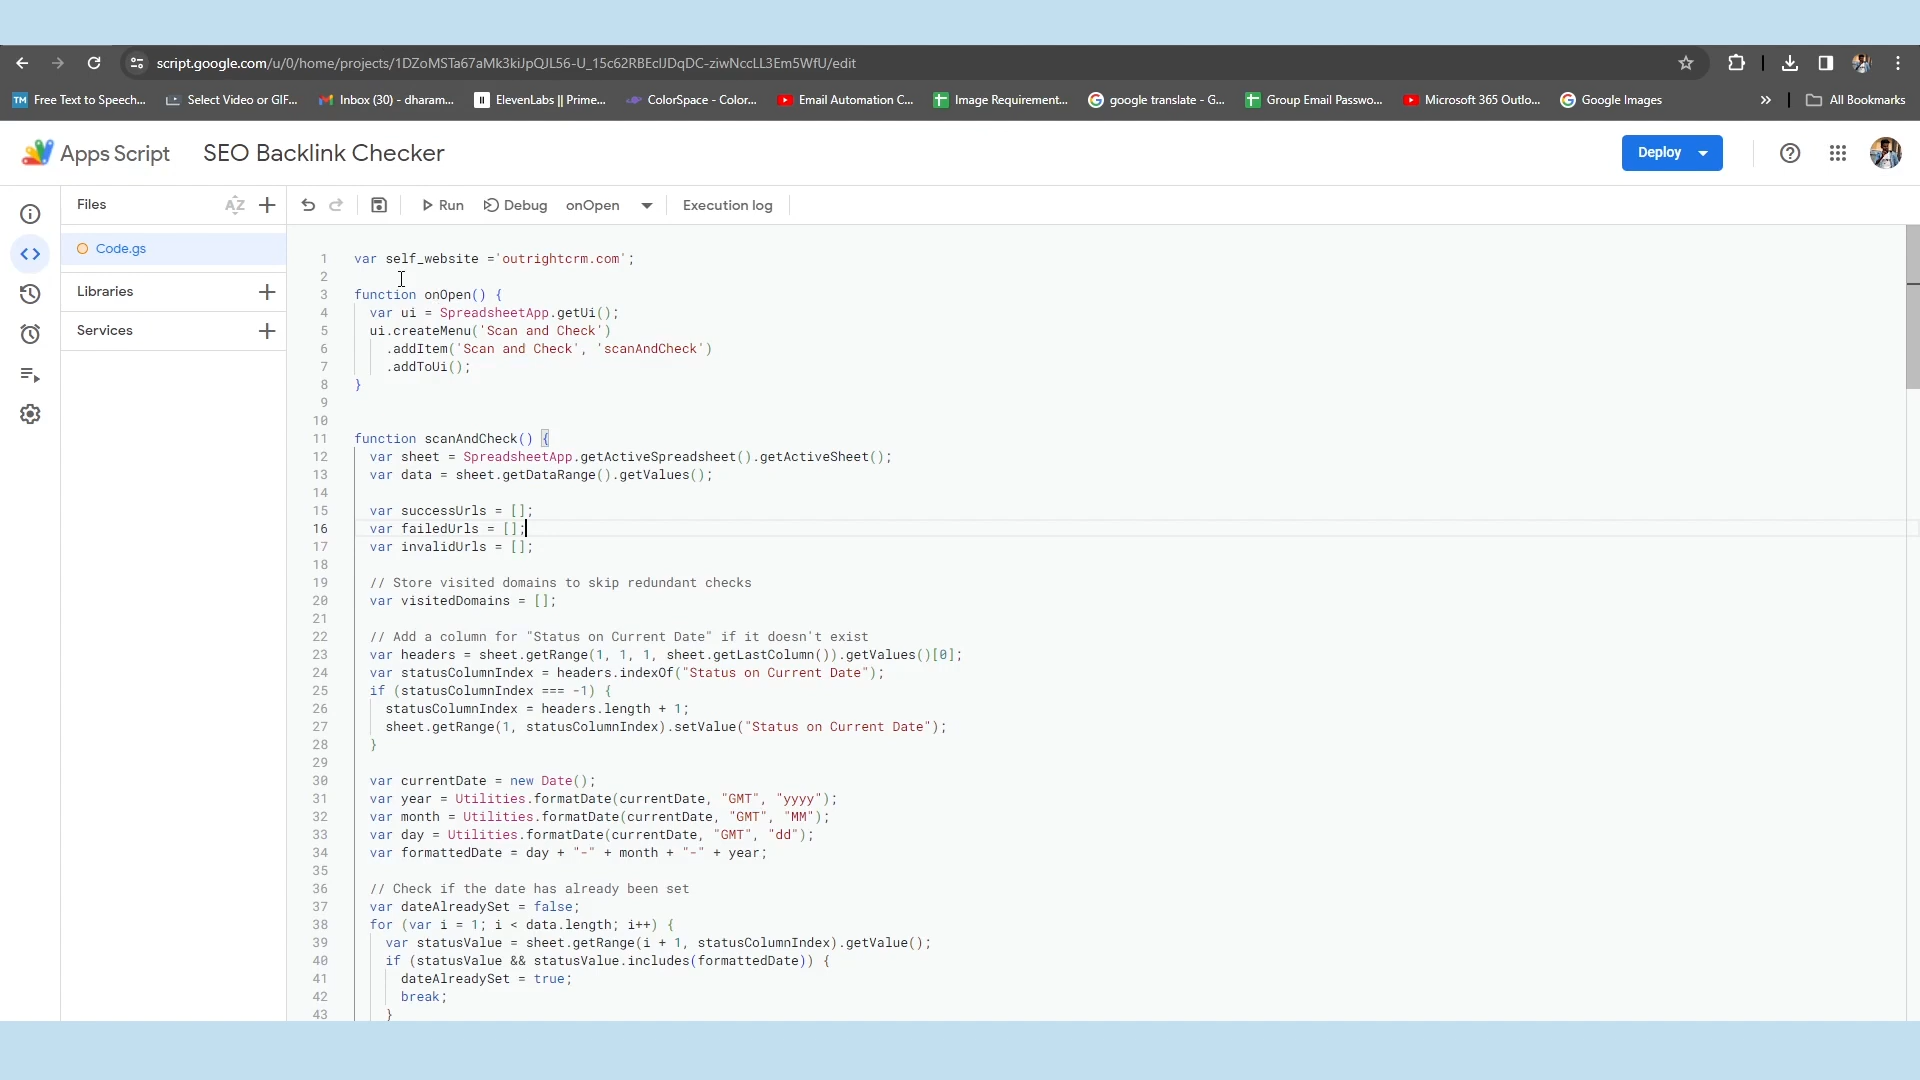 script.google.com/u/0/home/projects/1DZoMSTa67aMk3kiJpQJL56-U_15c62RBEclJDqDC-ziwNccLL3Em5WfU/edit
Free Text to Speech... Select Video or GIF... Inbox (30) - dharam... ElevenLabs || Prime... ColorSpace - Color... Email Automation C... Image Requirement... google translate - G... Group Email Passwo... Microsoft 365 Outlo... Google Images » All Bookmarks
Apps Script SEO Backlink Checker Deploy
Files AZ Run Debug onOpen Execution log
Code.gs
Libraries
Services
1 var self_website ='outrightcrm.com';
2
3 function onOpen() {
4 var ui = SpreadsheetApp.getUi();
5 ui.createMenu('Scan and Check')
6 .addItem('Scan and Check', 'scanAndCheck')
7 .addToUi();
8 }
9
10
11 function scanAndCheck() {
12 var sheet = SpreadsheetApp.getActiveSpreadsheet().getActiveSheet();
13 var data = sheet.getDataRange().getValues();
14
15 var successUrls = [];
16 var failedUrls = [];
17 var invalidUrls = [];
18
19 // Store visited domains to skip redundant checks
20 var visitedDomains = [];
21
22 // Add a column for "Status on Current Date" if it doesn't exist
23 var headers = sheet.getRange(1, 1, 1, sheet.getLastColumn()).getValues()[0];
24 var statusColumnIndex = headers.indexOf("Status on Current Date");
25 if (statusColumnIndex === -1) {
26 statusColumnIndex = headers.length + 1;
27 sheet.getRange(1, statusColumnIndex).setValue("Status on Current Date");
28 }
29
30 var currentDate = new Date();
31 var year = Utilities.formatDate(currentDate, "GMT", "yyyy");
32 var month = Utilities.formatDate(currentDate, "GMT", "MM");
33 var day = Utilities.formatDate(currentDate, "GMT", "dd");
34 var formattedDate = day + "-" + month + "-" + year;
35
36 // Check if the date has already been set
37 var dateAlreadySet = false;
38 for (var i = 1; i < data.length; i++) {
39 var statusValue = sheet.getRange(i + 1, statusColumnIndex).getValue();
40 if (statusValue && statusValue.includes(formattedDate)) {
41 dateAlreadySet = true;
42 break;
43 }